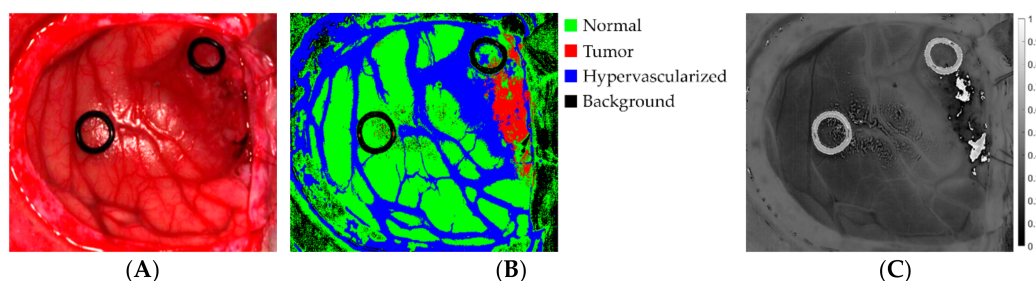 Normal
Tumor
Hypervascularized
Background
1
0
(A)
(B)
(C)